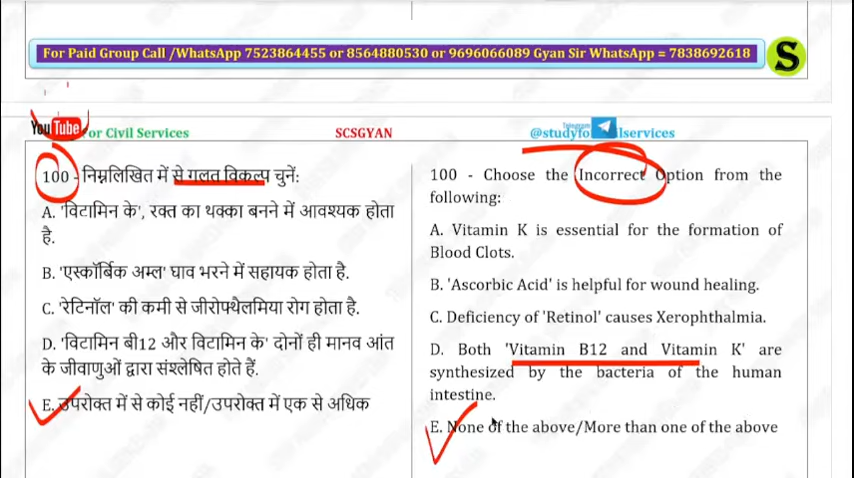 For Paid Group Call /WhatsApp 7523864455 or 8564880530 or 9696066089 Gyan Sir WhatsApp = 7838692618
S
YouTube For Civil Services
SCSGYAN
Telegram
@studyfo lservices
100 - निम्नलिखित में से गलत विकल्प चुनें:
A. 'विटामिन के', रक्त का थक्का बनने में आवश्यक होता
है.
B. 'एस्कॉर्बिक अम्ल' घाव भरने में सहायक होता है.
C. 'रेटिनॉल' की कमी से जीरोफ्थैलमिया रोग होता है.
D. 'विटामिन बी12 और विटामिन के' दोनों ही मानव आंत
के जीवाणुओं द्वारा संश्लेषित होते हैं.
E. उपरोक्त में से कोई नहीं/उपरोक्त में एक से अधिक
100 - Choose the Incorrect Option from the
following:
A. Vitamin K is essential for the formation of
Blood Clots.
B. 'Ascorbic Acid' is helpful for wound healing.
C. Deficiency of 'Retinol' causes Xerophthalmia.
D. Both 'Vitamin B12 and Vitamin K' are
synthesized by the bacteria of the human
intestine.
E. None of the above/More than one of the above